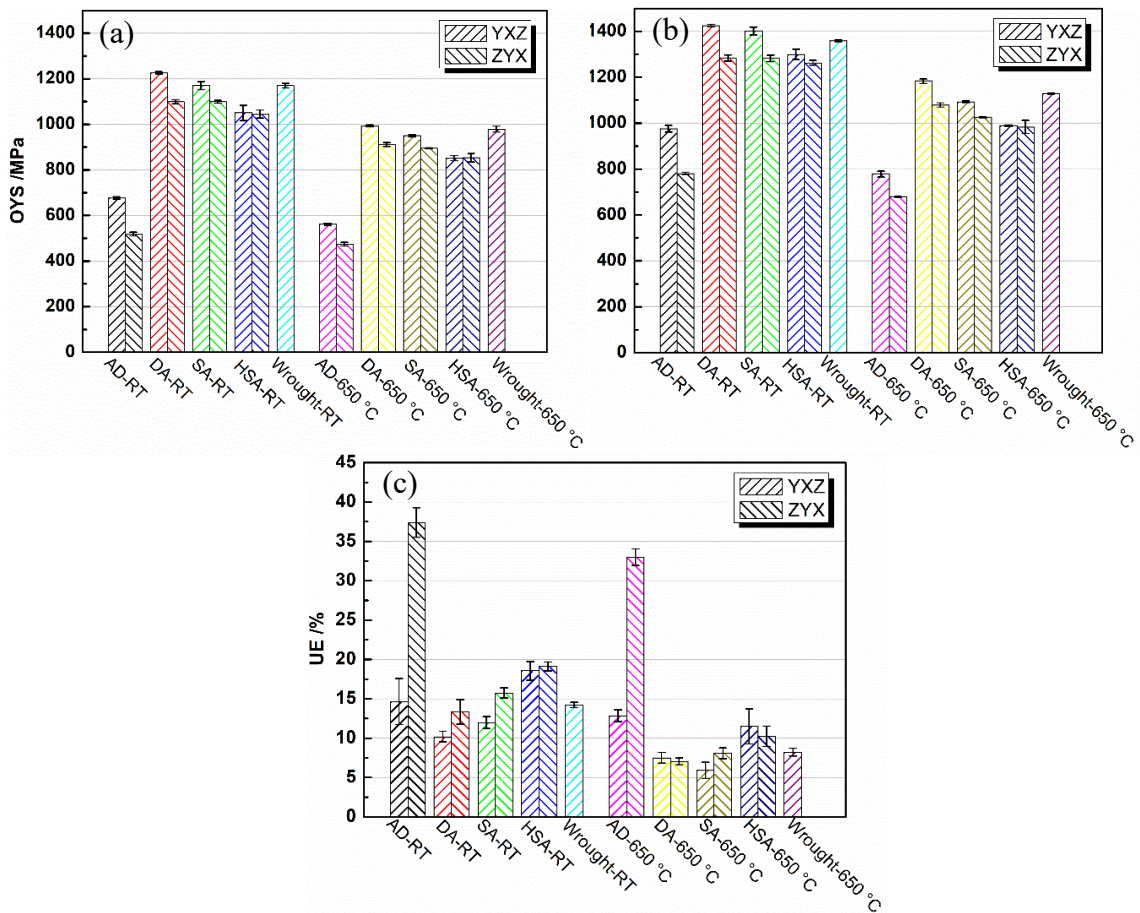 (a)
YXZ
ZYX
OYS /MPa
1400
1200
1000
800
600
400
200
0
AD-RT
DA-RT
SA-RT
HSA-RT
Wrought-RT
AD-650 °C
DA-650 °C
SA-650 °C
HSA-650 °C
Wrought-650 °C
(b)
YXZ
ZYX
1400
1200
1000
800
600
400
200
0
AD-RT
DA-RT
SA-RT
HSA-RT
Wrought-RT
AD-650 °C
DA-650 °C
SA-650 °C
HSA-650 °C
Wrought-650 °C
(c)
YXZ
ZYX
UE /%
45
40
35
30
25
20
15
10
5
0
AD-RT
DA-RT
SA-RT
HSA-RT
Wrought-RT
AD-650 °C
DA-650 °C
SA-650 °C
HSA-650 °C
Wrought-650 °C